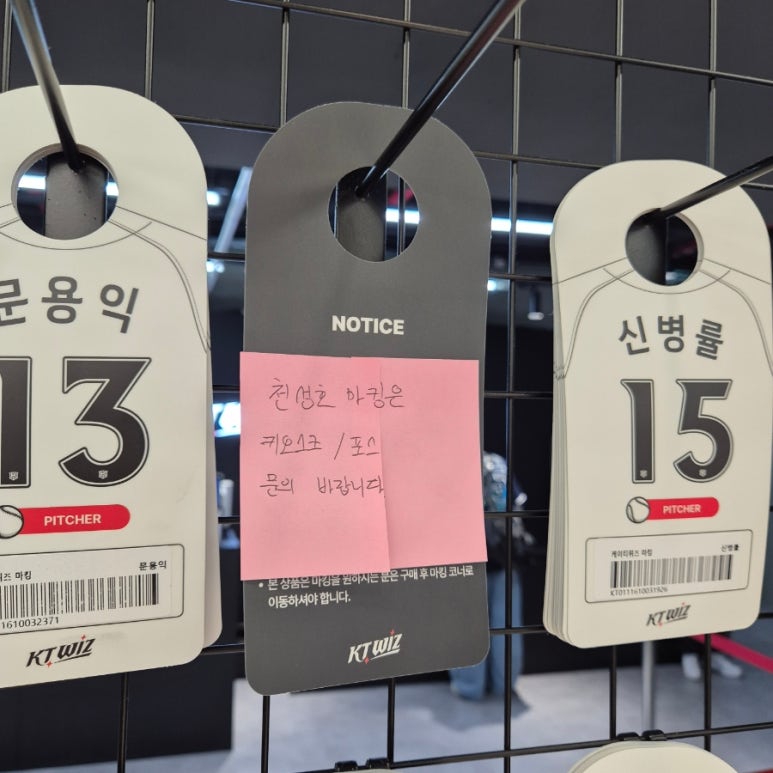 문용익
13
PITCHER
마킹
문용익
KT WIZ
NOTICE
천성호 마킹은
키오스크 / 포스
문의 바랍니다
• 본 상품은 마킹을 원하시는 분은 구매 후 마킹 코너로
이동하셔야 합니다.
KT WIZ
신병률
15
PITCHER
케이티위즈 마킹
신병률
KT0111610031926
KT WIZ